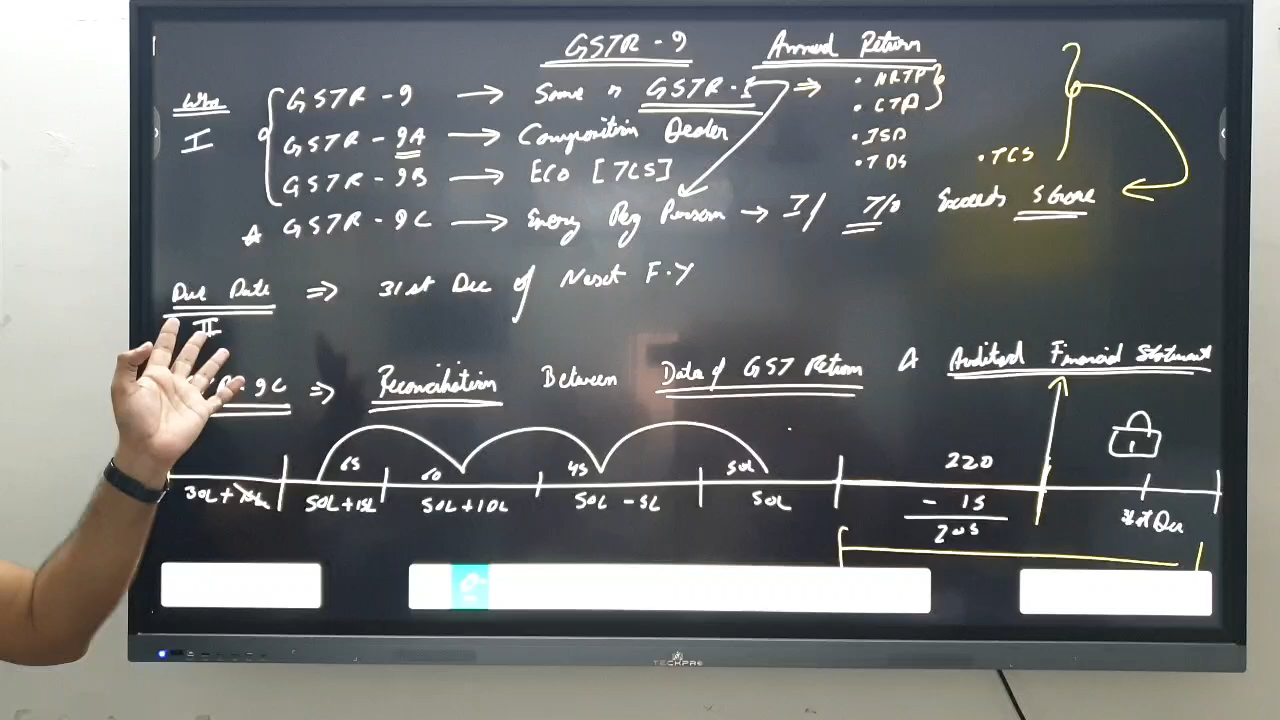 GSTR - 9 Annual Return
Who GSTR - 9 → Same as GSTR-1 ⇒ • NRTP
I GSTR - 9A → Composition Dealer • CTP
• ISD
GSTR - 9B → ECO [TCS] • TDS • TCS
GSTR - 9C → Every Reg Person → If T/O Exceeds 5 Crore
Due Date ⇒ 31st Dec of Next F.Y
II
9C ⇒ Reconciliation Between Data of GST Return & Audited Financial Statement
65 60 45 50L 220
30L + 50L+15L 50L+10L 50L - 5L 50L - 15
205
31st Dec
TECHPRO